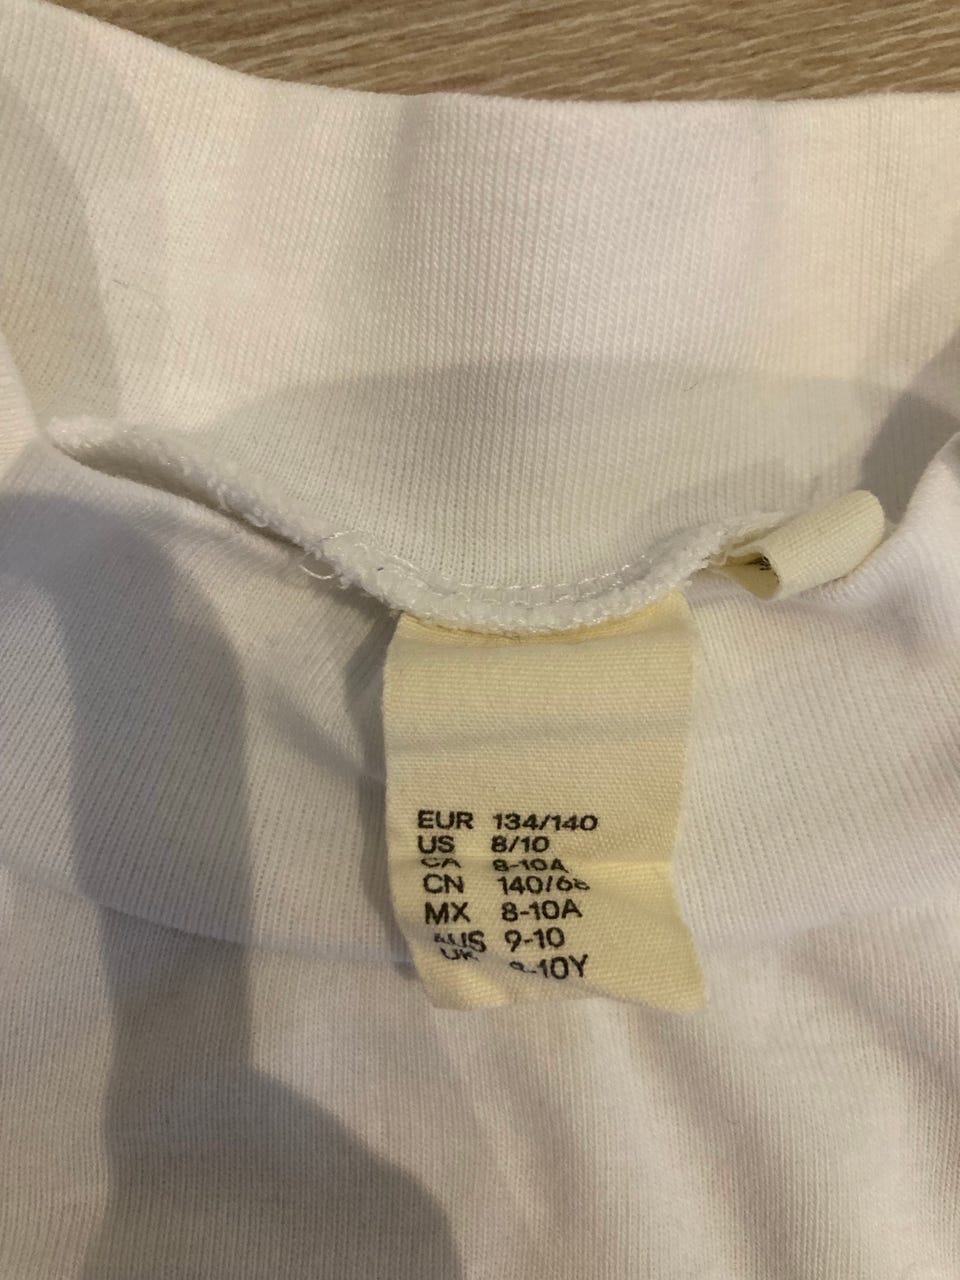 EUR 134/140
US 8/10
CA 8-10A
CN 140/68
MX 8-10A
AUS 9-10
UK 8-10Y